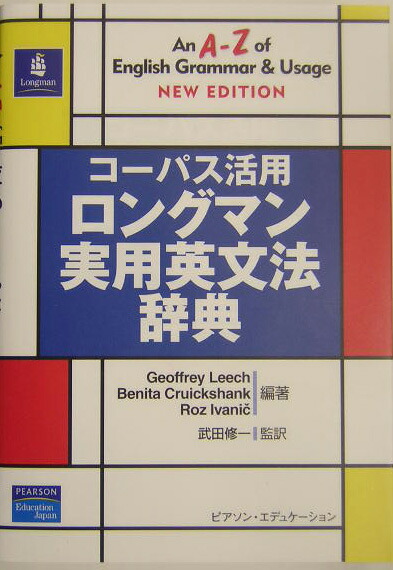 Longman
An A-Z of
English Grammar & Usage
NEW EDITION
コーパス活用
ロングマン
実用英文法
辞典
Geoffrey Leech
Benita Cruickshank
Roz Ivanič
編著
武田修一 監訳
PEARSON
Education
Japan
ピアソン・エデュケーション